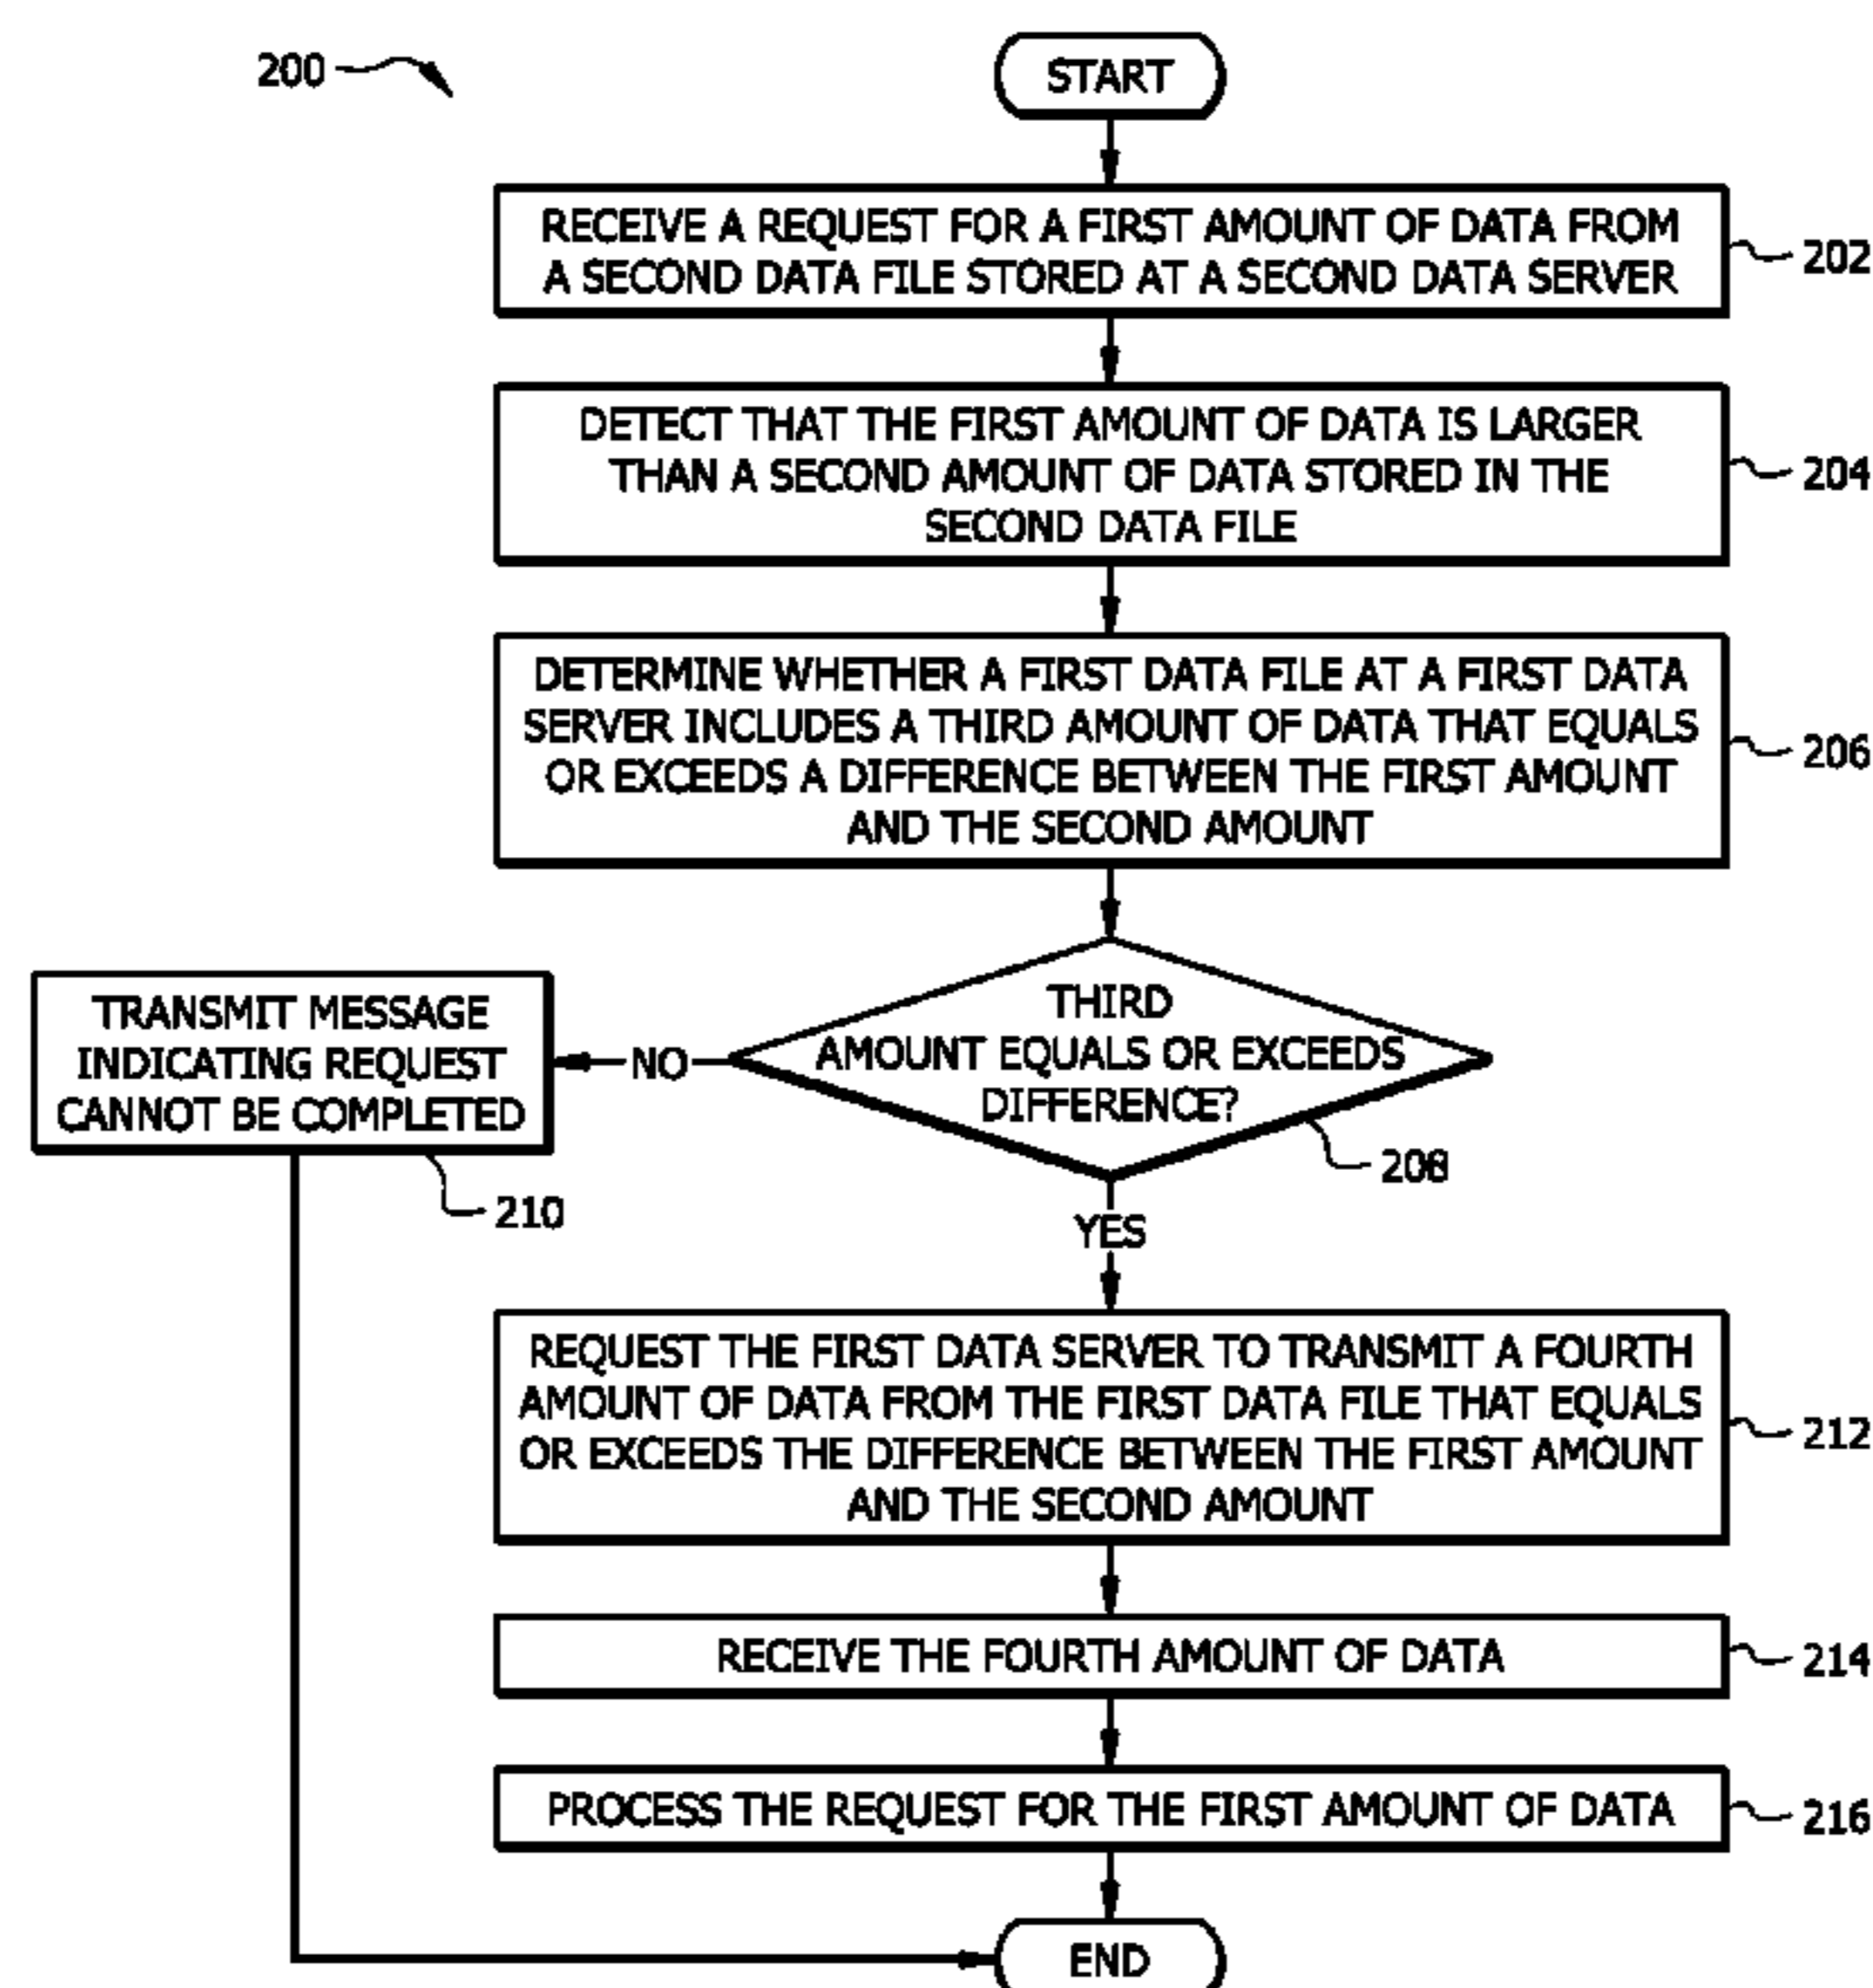 200
START
RECEIVE A REQUEST FOR A FIRST AMOUNT OF DATA FROM
A SECOND DATA FILE STORED AT A SECOND DATA SERVER
202
DETECT THAT THE FIRST AMOUNT OF DATA IS LARGER
THAN A SECOND AMOUNT OF DATA STORED IN THE
SECOND DATA FILE
204
DETERMINE WHETHER A FIRST DATA FILE AT A FIRST DATA
SERVER INCLUDES A THIRD AMOUNT OF DATA THAT EQUALS
OR EXCEEDS A DIFFERENCE BETWEEN THE FIRST AMOUNT
AND THE SECOND AMOUNT
206
THIRD
AMOUNT EQUALS OR EXCEEDS
DIFFERENCE?
208
NO
TRANSMIT MESSAGE
INDICATING REQUEST
CANNOT BE COMPLETED
210
YES
REQUEST THE FIRST DATA SERVER TO TRANSMIT A FOURTH
AMOUNT OF DATA FROM THE FIRST DATA FILE THAT EQUALS
OR EXCEEDS THE DIFFERENCE BETWEEN THE FIRST AMOUNT
AND THE SECOND AMOUNT
212
RECEIVE THE FOURTH AMOUNT OF DATA
214
PROCESS THE REQUEST FOR THE FIRST AMOUNT OF DATA
216
END